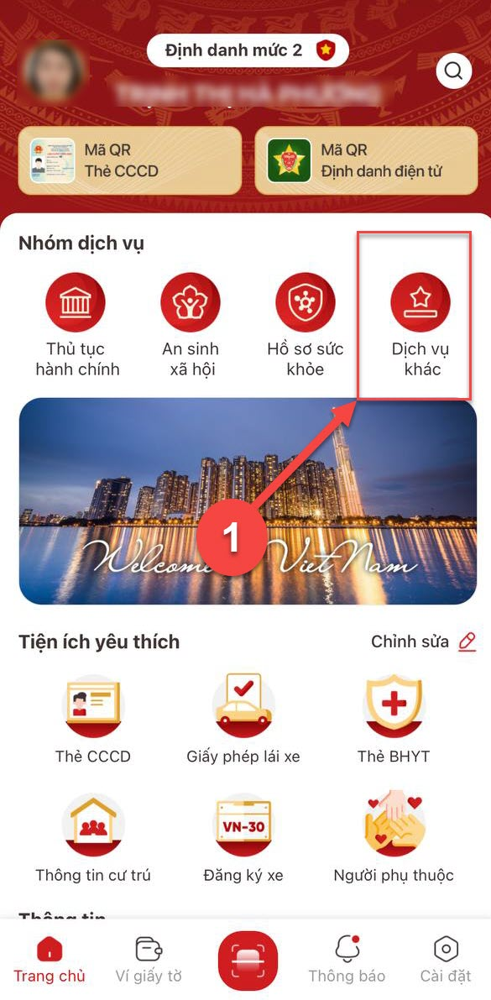 Định danh mức 2
Mã QR
Thẻ CCCD
Mã QR
Định danh điện tử
Nhóm dịch vụ
Thủ tục
hành chính
An sinh
xã hội
Hồ sơ sức
khỏe
Dịch vụ
khác
1
Welcome
Việt Nam
Tiện ích yêu thích
Chỉnh sửa
Thẻ CCCD
Giấy phép lái xe
Thẻ BHYT
VN-30
Thông tin cư trú
Đăng ký xe
Người phụ thuộc
Thông tin
Trang chủ
Ví giấy tờ
Thông báo
Cài đặt